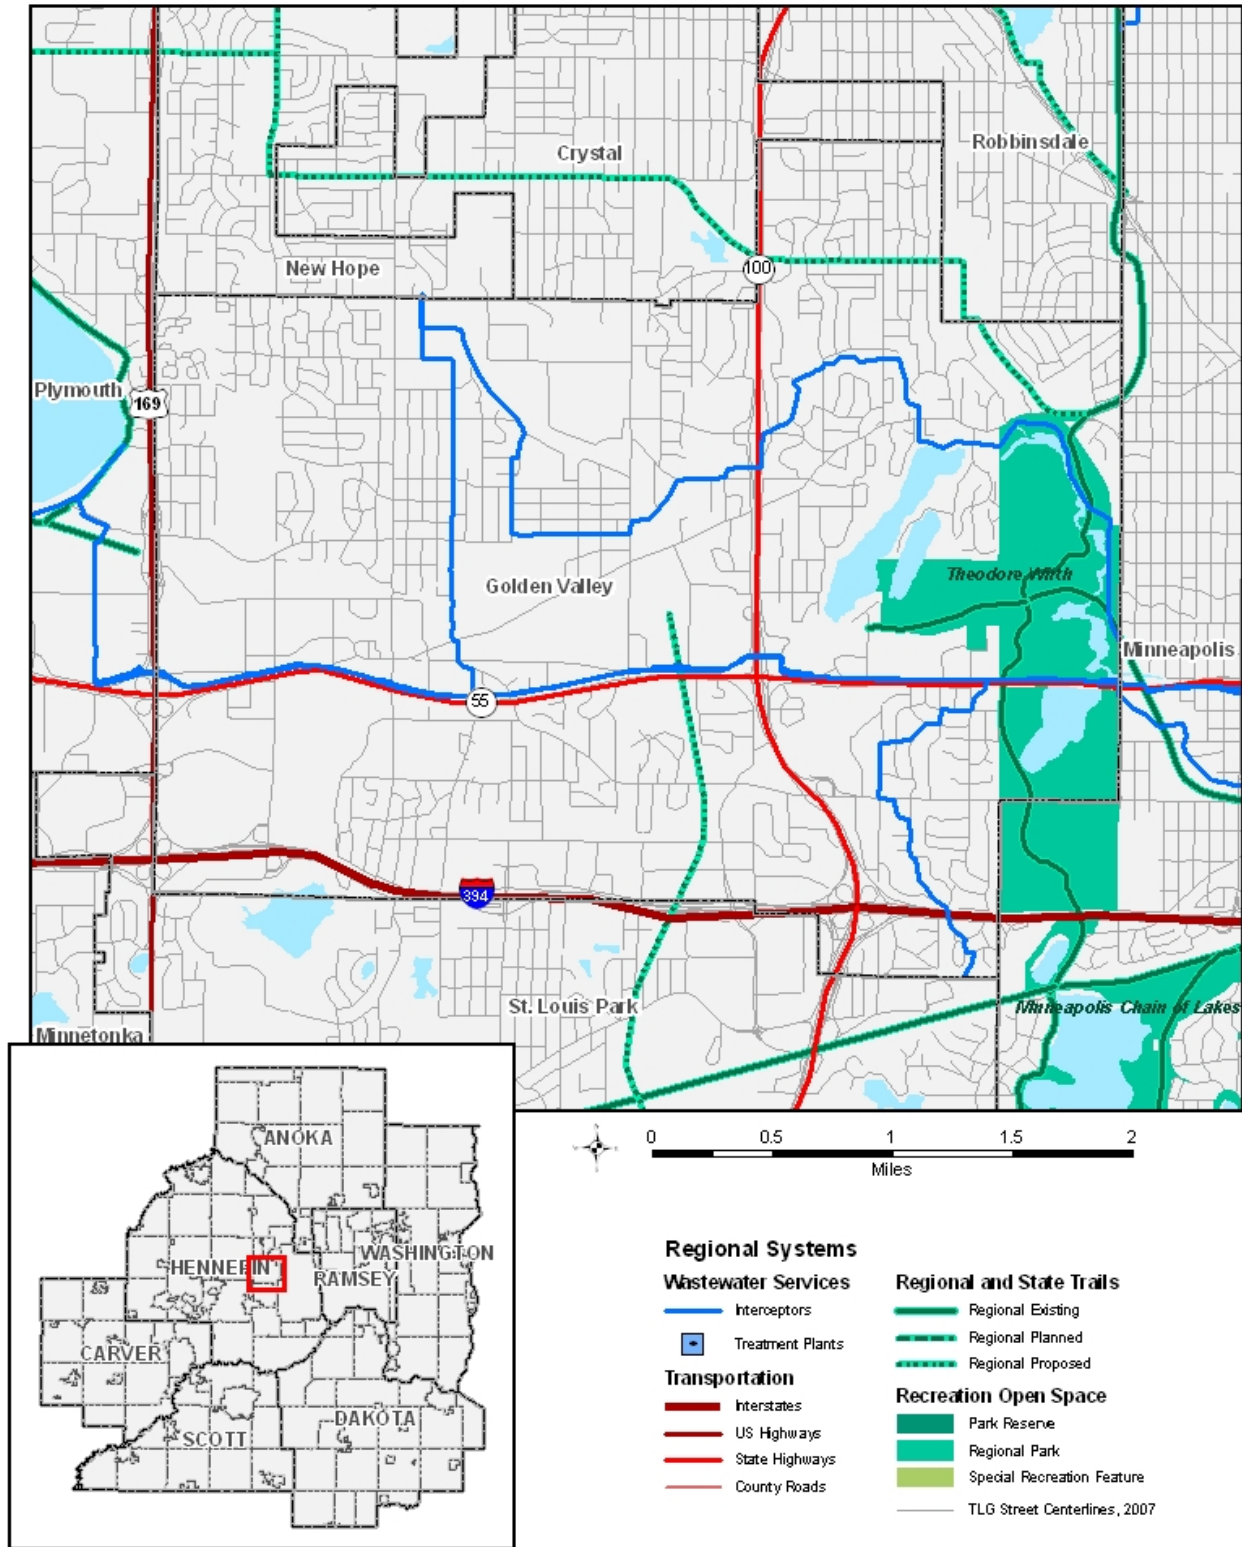 Robbinsdale
Crystal
New Hope
100
Plymouth
169
Theodore Wirth
Golden Valley
Minneapolis
55
394
St. Louis Park
Minneapolis Chain of Lakes
Minnetonka
ANOKA
WASHINGTON
HENNEPIN
RAMSEY
CARVER
DAKOTA
SCOTT
0 0.5 1 1.5 2
Miles
Regional Systems
Wastewater Services
Interceptors
Treatment Plants
Transportation
Interstates
US Highways
State Highways
County Roads
Regional and State Trails
Regional Existing
Regional Planned
Regional Proposed
Recreation Open Space
Park Reserve
Regional Park
Special Recreation Feature
TLG Street Centerlines, 2007